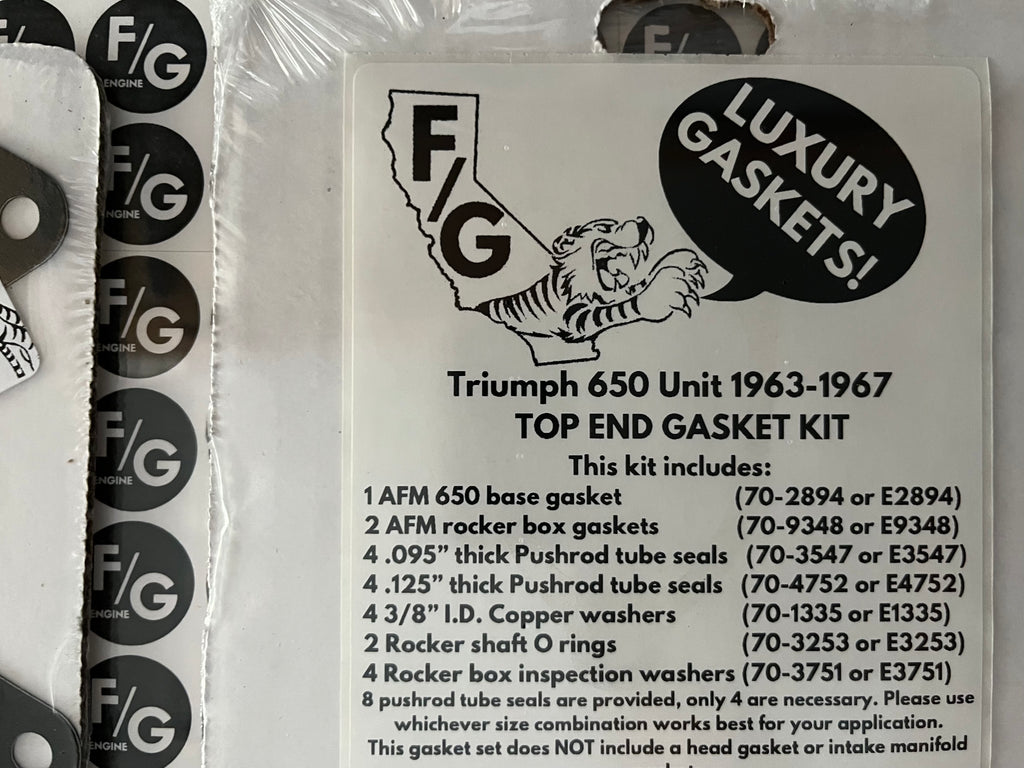 F/G
ENGINE
F/G
F/G
ENGINE
F/G
ENGINE
F/G
ENGINE
F/G
ENGINE
F/G
ENGINE
F/G
LUXURY
GASKETS!
Triumph 650 Unit 1963-1967
TOP END GASKET KIT
This kit includes:
1 AFM 650 base gasket (70-2894 or E2894)
2 AFM rocker box gaskets (70-9348 or E9348)
4 .095” thick Pushrod tube seals (70-3547 or E3547)
4 .125” thick Pushrod tube seals (70-4752 or E4752)
4 3/8” I.D. Copper washers (70-1335 or E1335)
2 Rocker shaft O rings (70-3253 or E3253)
4 Rocker box inspection washers (70-3751 or E3751)
8 pushrod tube seals are provided, only 4 are necessary. Please use
whichever size combination works best for your application.
This gasket set does NOT include a head gasket or intake manifold